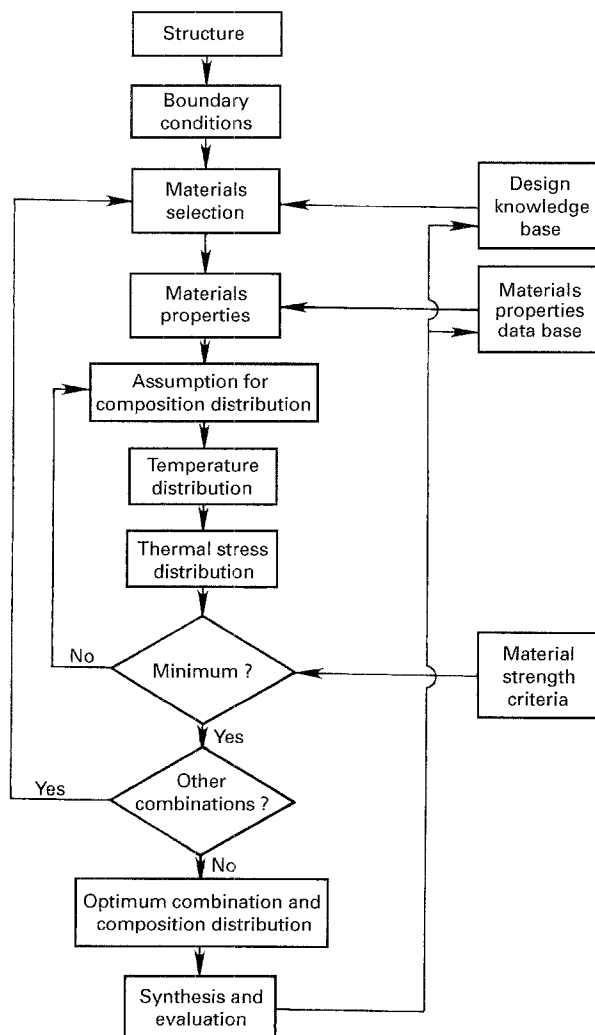 Structure
Boundary
conditions
Materials
selection
Design
knowledge
base
Materials
properties
Materials
properties
data base
Assumption for
composition distribution
Temperature
distribution
Thermal stress
distribution
No
Minimum ?
Material
strength
criteria
Yes
Yes
Other
combinations ?
No
Optimum combination and
composition distribution
Synthesis and
evaluation